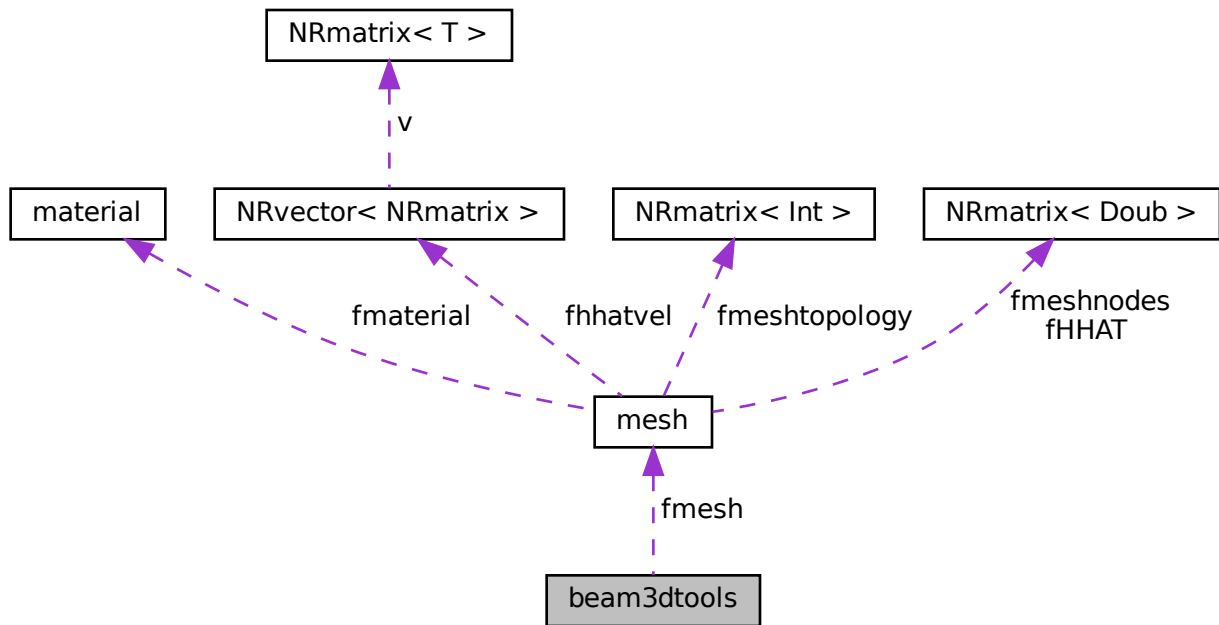 NRmatrix< T >
v
material
NRvector< NRmatrix >
NRmatrix< Int >
NRmatrix< Doub >
fmaterial
fhhatvel
fmeshtopology
fmeshnodes
fHHAT
mesh
fmesh
beam3dtools